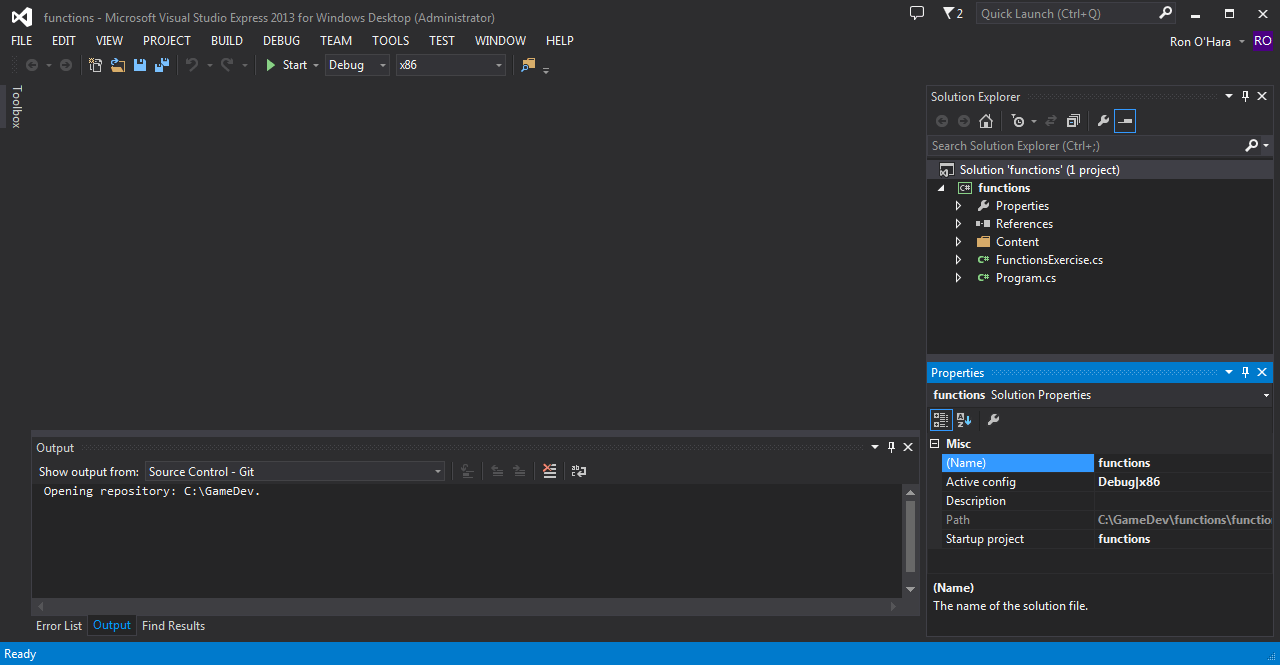 functions - Microsoft Visual Studio Express 2013 for Windows Desktop (Administrator)
2
Quick Launch (Ctrl+Q)
FILE EDIT VIEW PROJECT BUILD DEBUG TEAM TOOLS TEST WINDOW HELP
Ron O'Hara RO
Start Debug x86
Toolbox
Solution Explorer
Search Solution Explorer (Ctrl+;)
Solution 'functions' (1 project)
C# functions
Properties
References
Content
C# FunctionsExercise.cs
C# Program.cs
Properties
functions Solution Properties
Misc
(Name) functions
Active config Debug|x86
Description
Path C:\GameDev\functions\functio
Startup project functions
(Name)
The name of the solution file.
Output
Show output from: Source Control - Git
Opening repository: C:\GameDev.
Error List Output Find Results
Ready